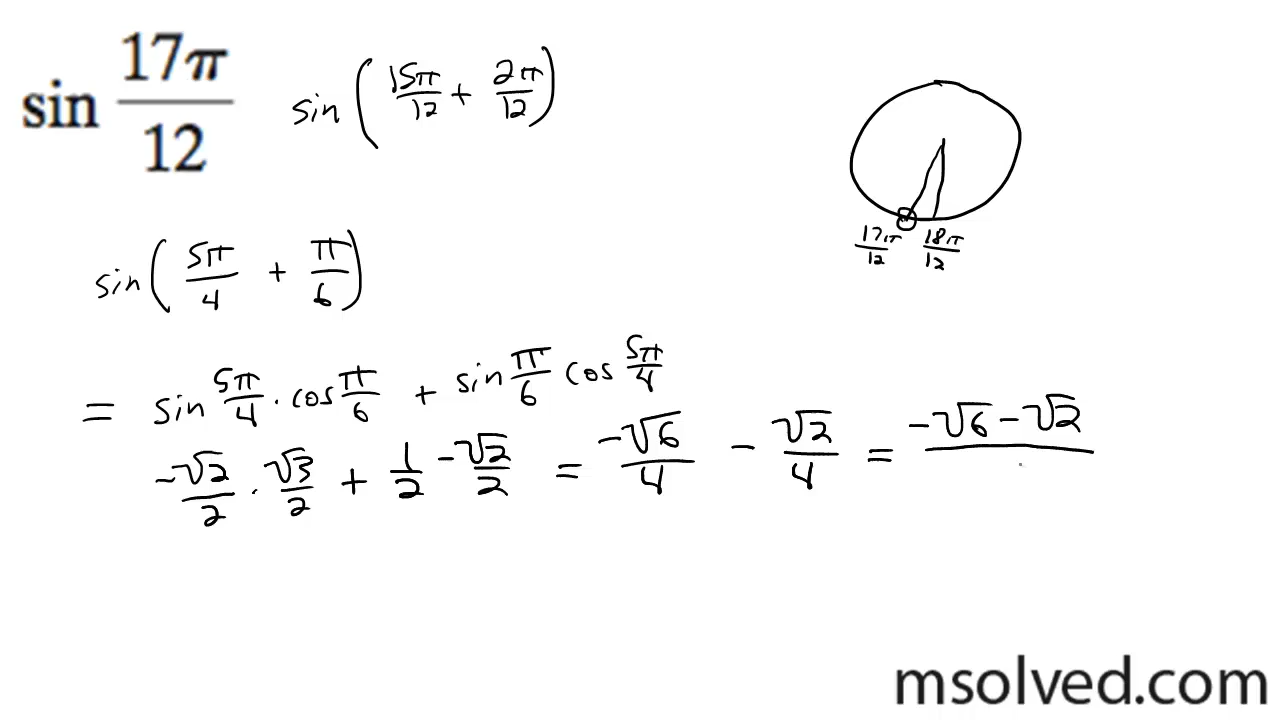 sin 17π/12
sin (15π/12 + 2π/12)
17π/12 18π/12
sin (5π/4 + π/6)
= sin 5π/4 · cos π/6 + sin π/6 cos 5π/4
-√2/2 · √3/2 + 1/2 -√2/2 = -√6/4 - √2/4 = -√6 - √2
msolved.com